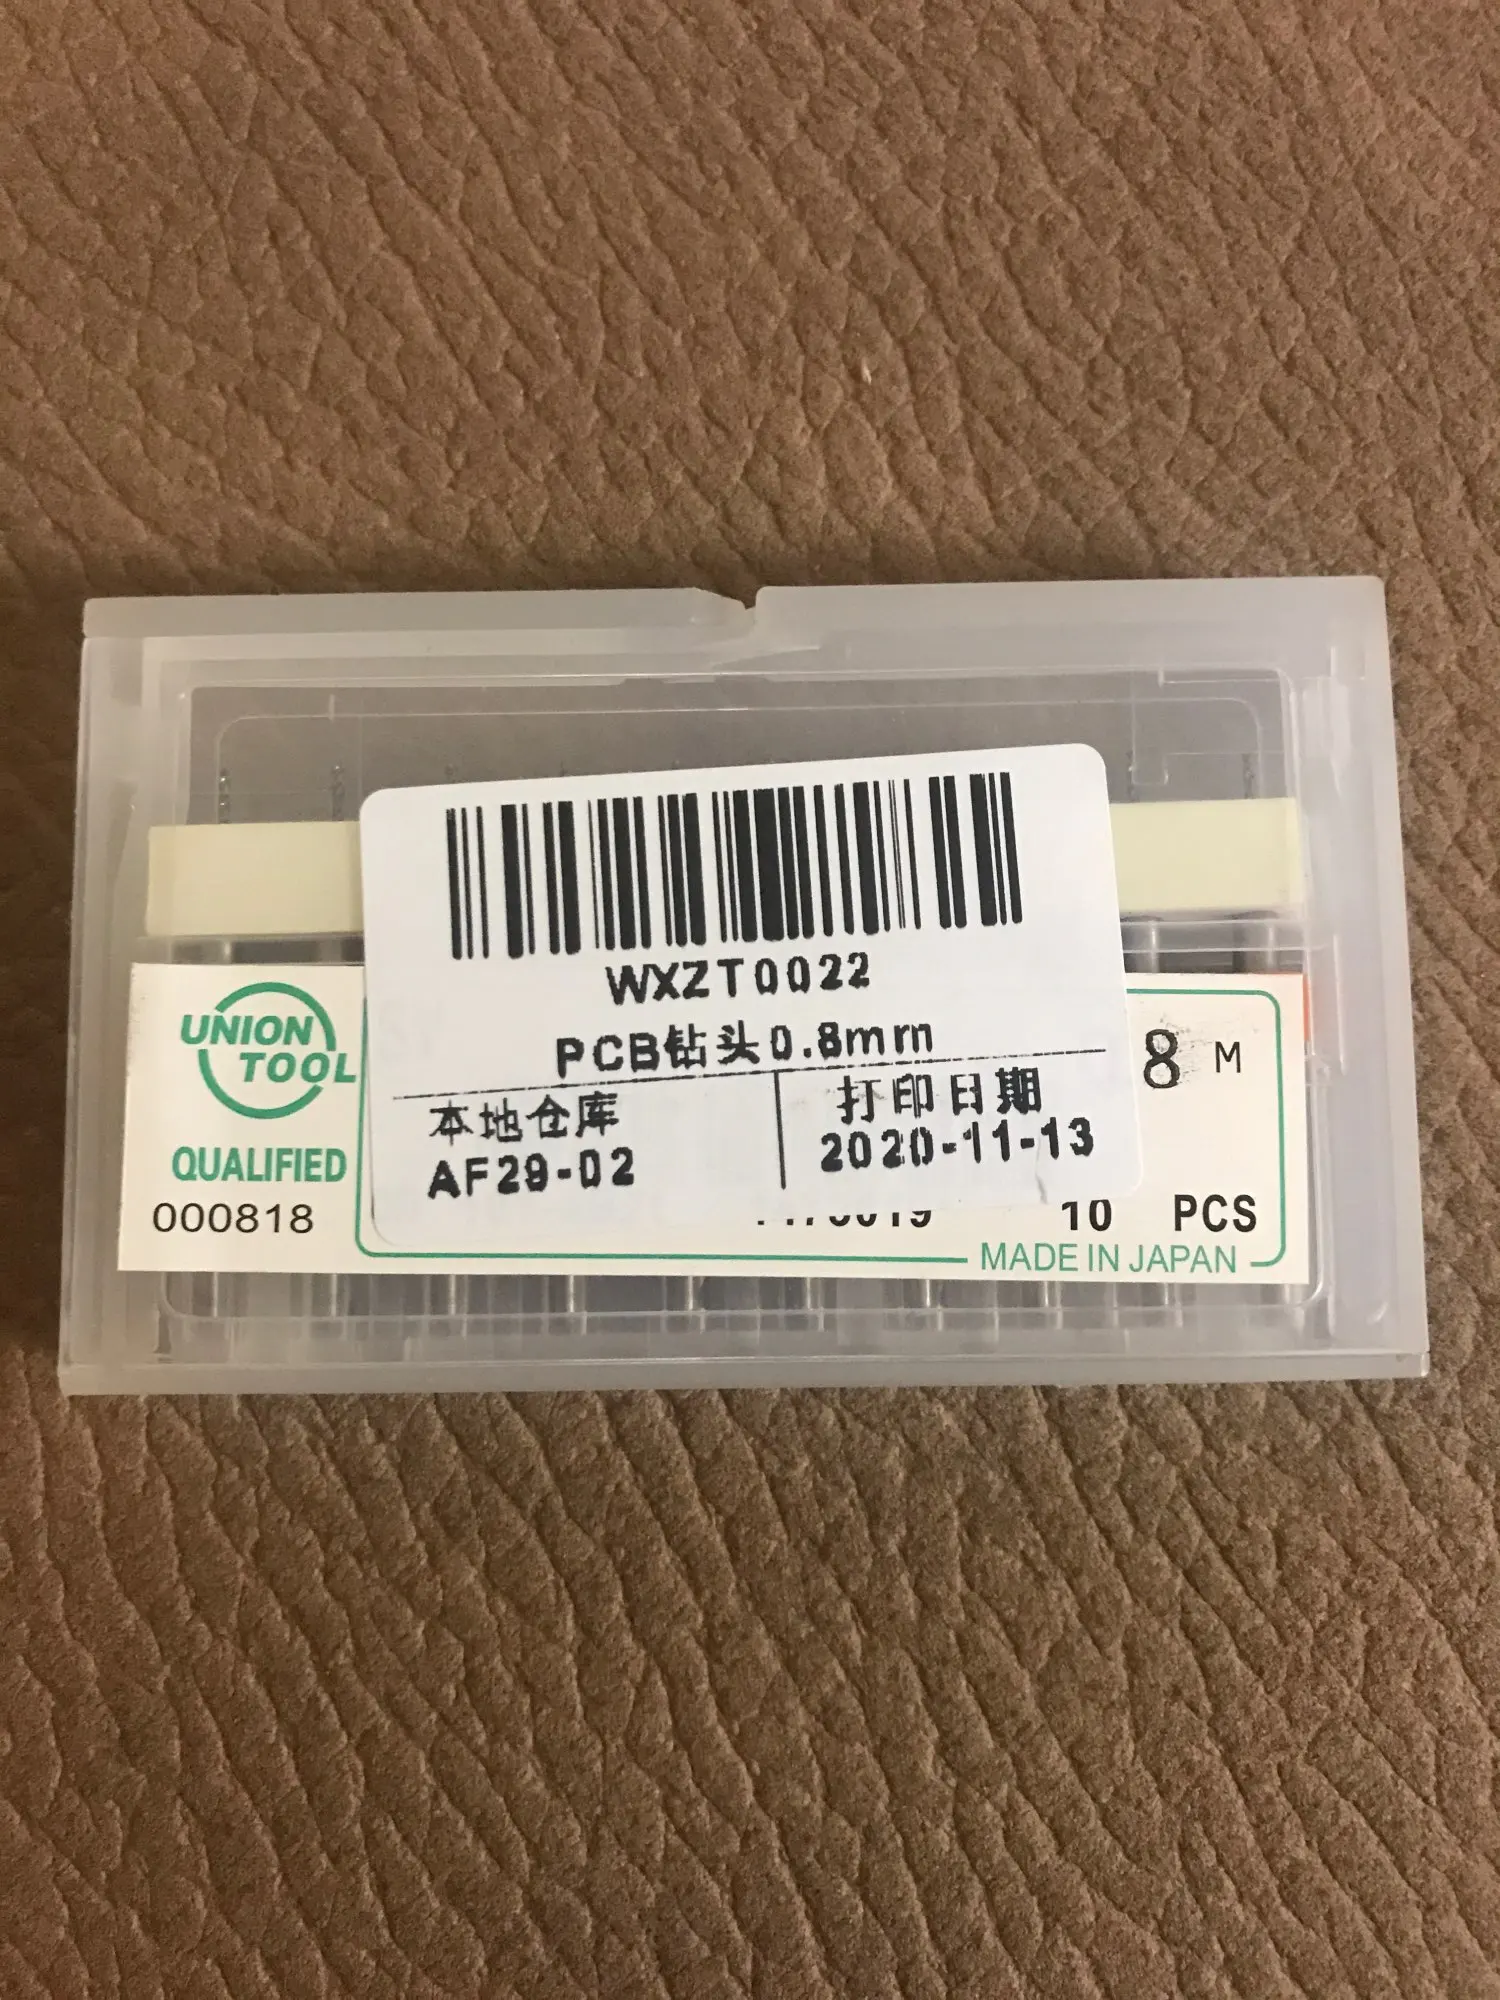 WXZT0022
PCB钻头0.8mm
本地仓库
AF29-02
打印日期
2020-11-13
UNION
TOOL
QUALIFIED
000818
8 M
10 PCS
MADE IN JAPAN